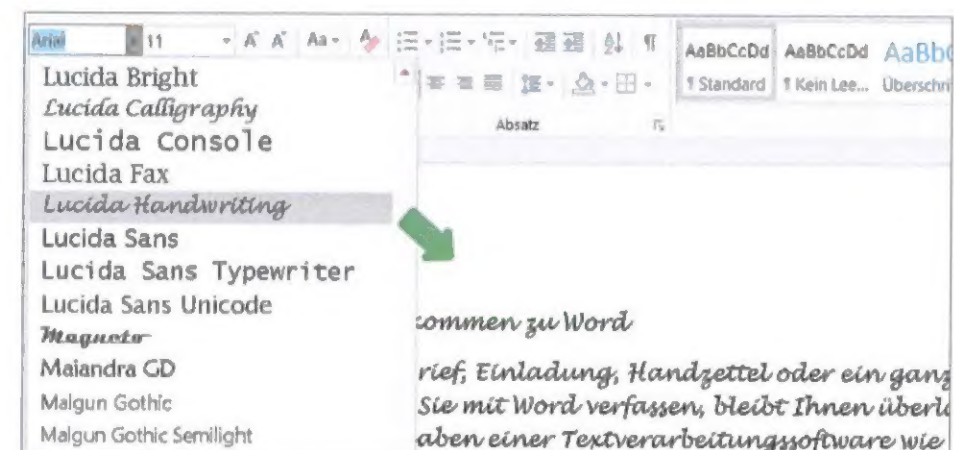 Arial 11 A A Aa
AaBbCcDd AaBbCcDd AaBb
¶ Standard ¶ Kein Lee... Überschri
Absatz
Lucida Bright
Lucida Calligraphy
Lucida Console
Lucida Fax
Lucida Handwriting
Lucida Sans
Lucida Sans Typewriter
Lucida Sans Unicode
Magneto
Maiandra GD
Malgun Gothic
Malgun Gothic Semilight
kommen zu Word
rief, Einladung, Handzettel oder ein ganz
Sie mit Word verfassen, bleibt Ihnen überl
aben einer Textverarbeitungssoftware wie